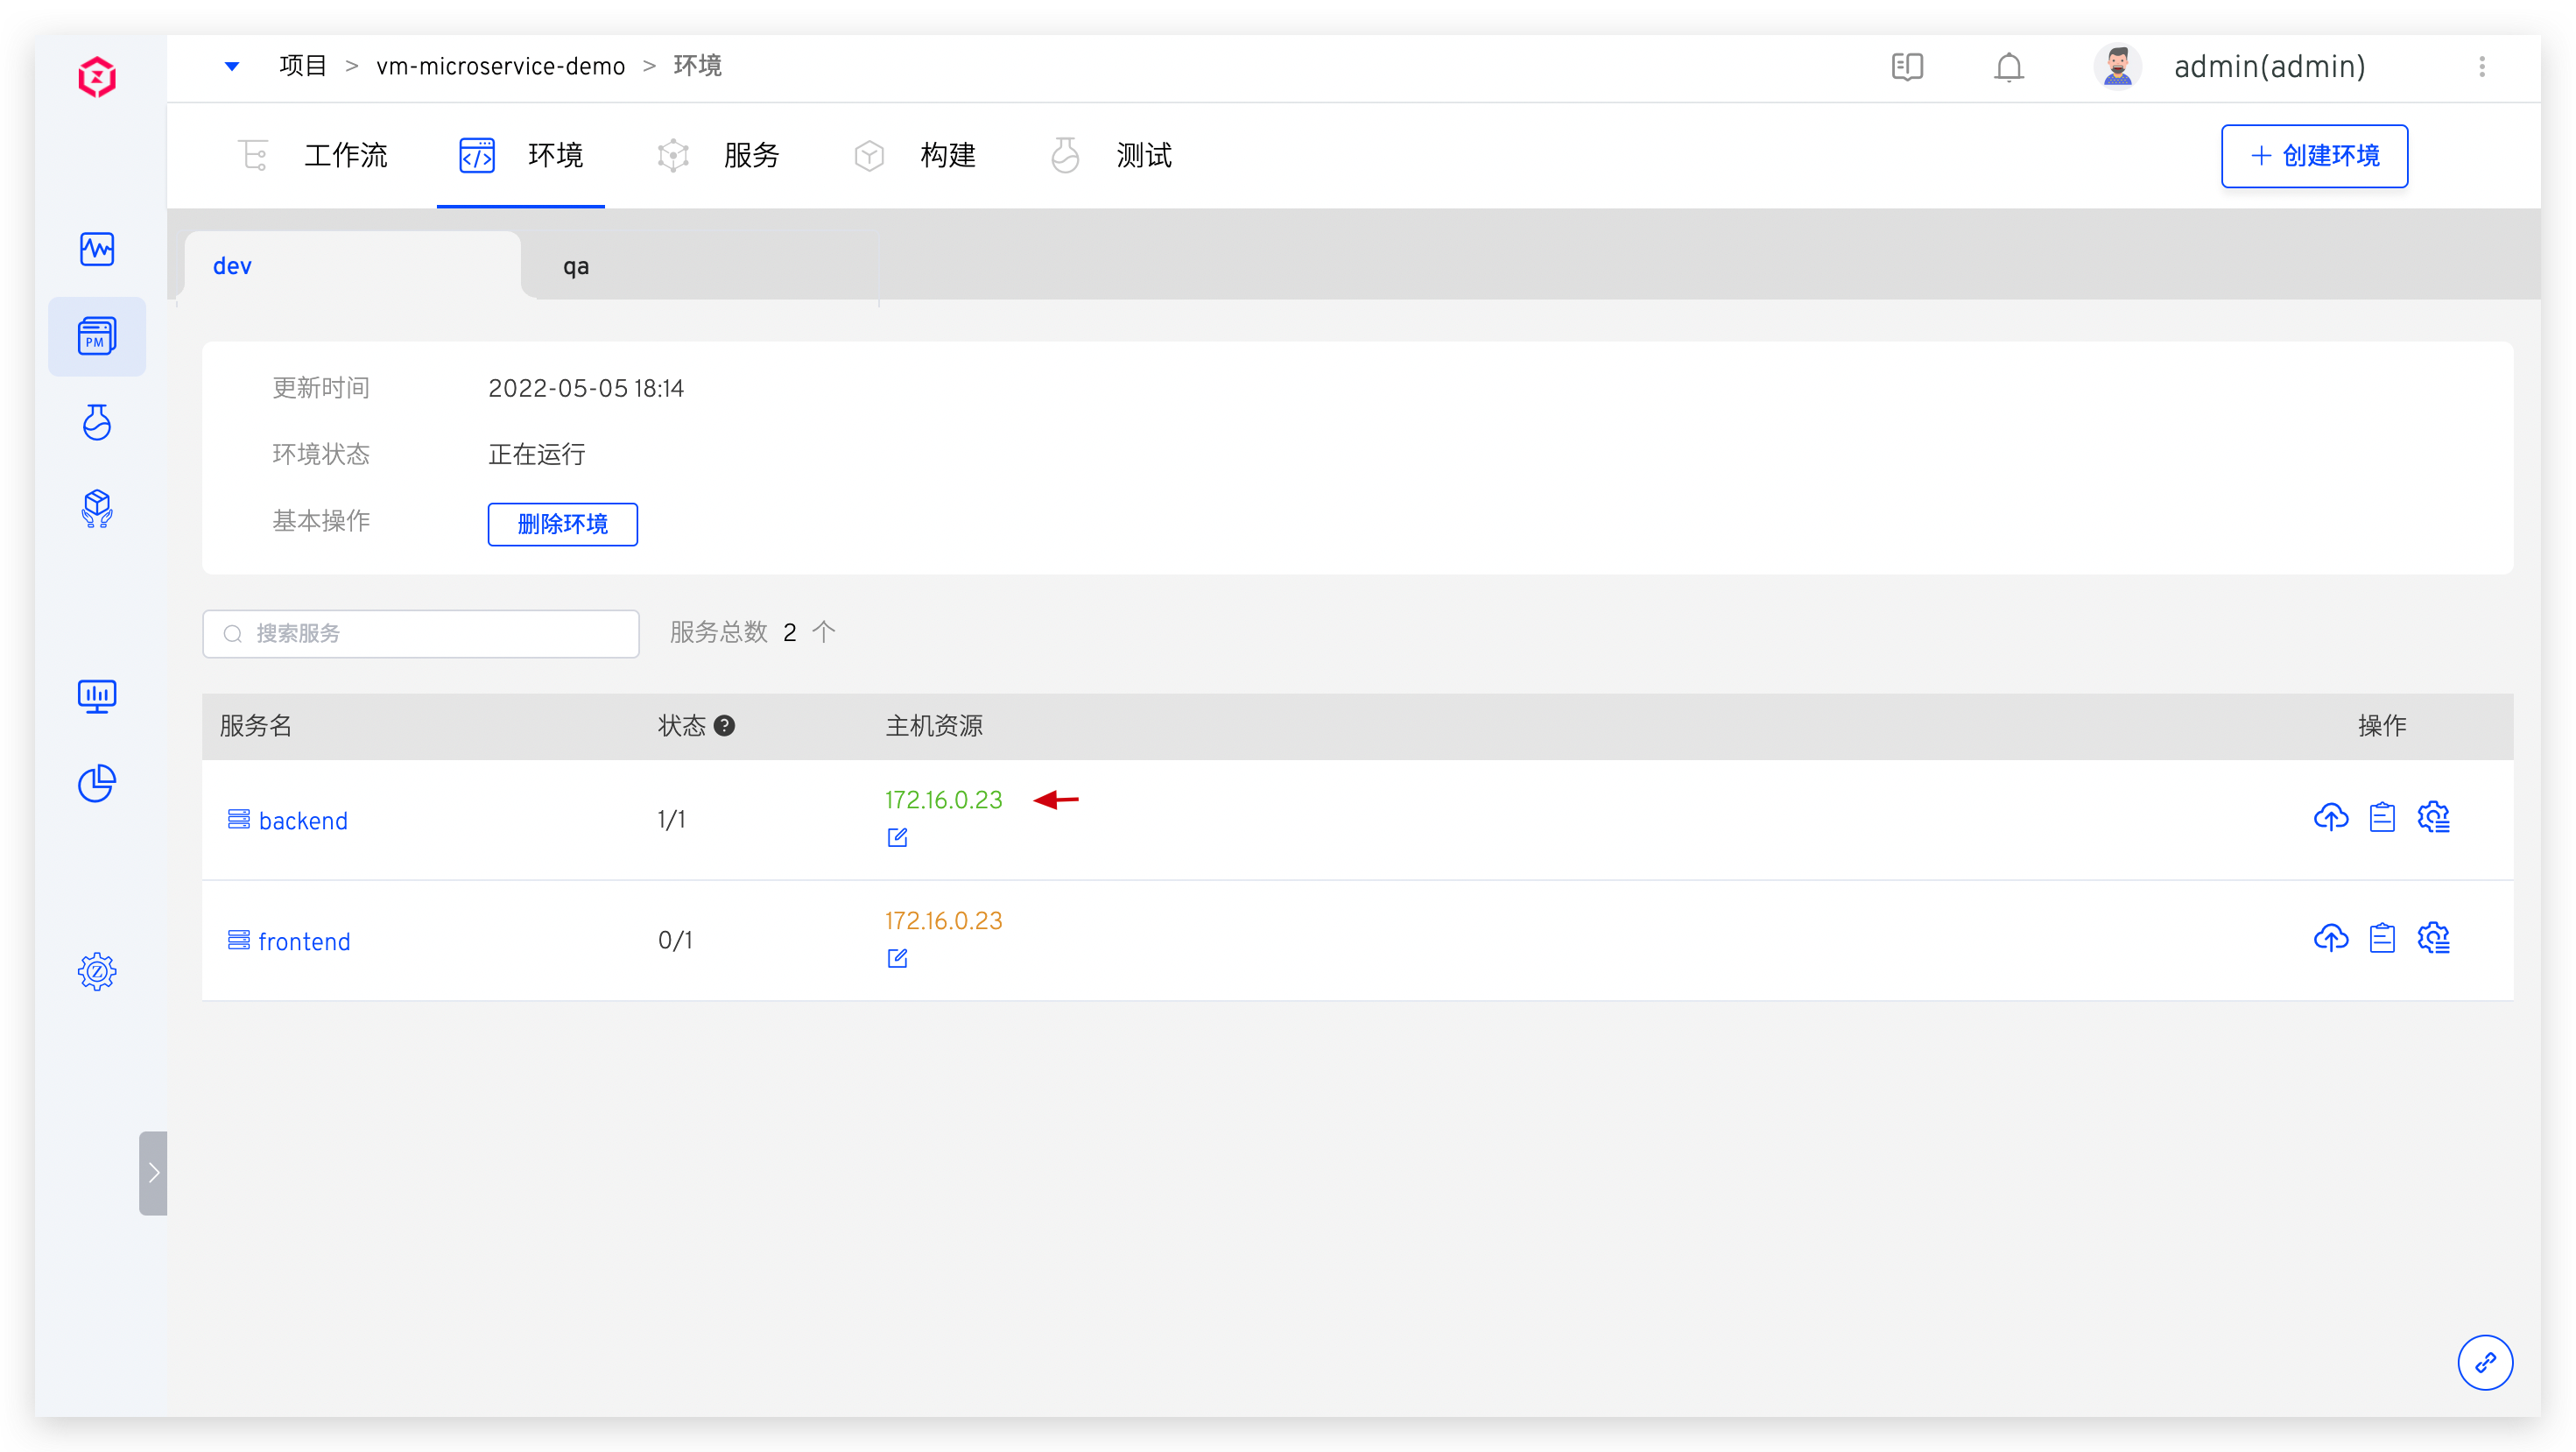 项目 > vm-microservice-demo > 环境
admin(admin)
工作流 环境 服务 构建 测试
+ 创建环境
dev qa
PM
更新时间 2022-05-05 18:14
环境状态 正在运行
基本操作 删除环境
搜索服务 服务总数 2 个
服务名 状态 ? 主机资源 操作
172.16.0.23
backend 1/1
172.16.0.23
frontend 0/1
Z